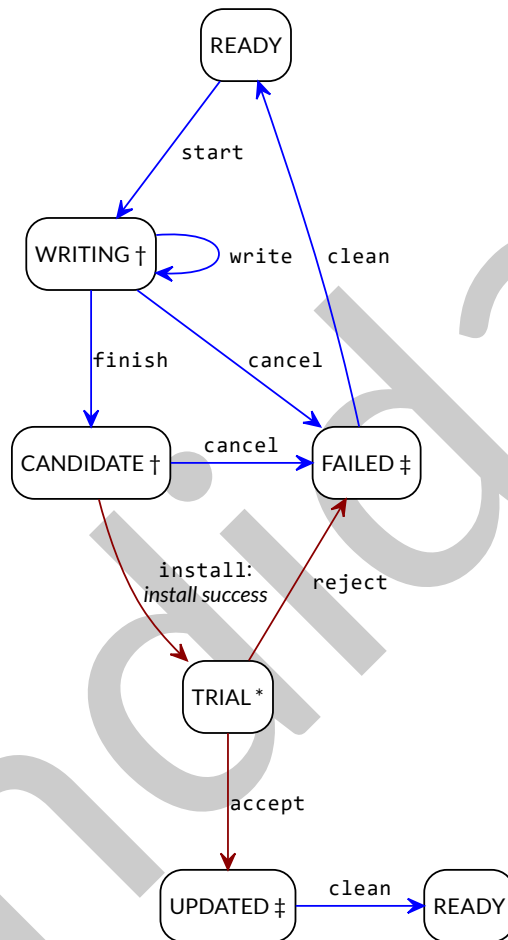 READY
start
WRITING †
write
clean
finish
cancel
CANDIDATE †
cancel
FAILED ‡
install:
install success
reject
TRIAL *
accept
UPDATED ‡
clean
READY